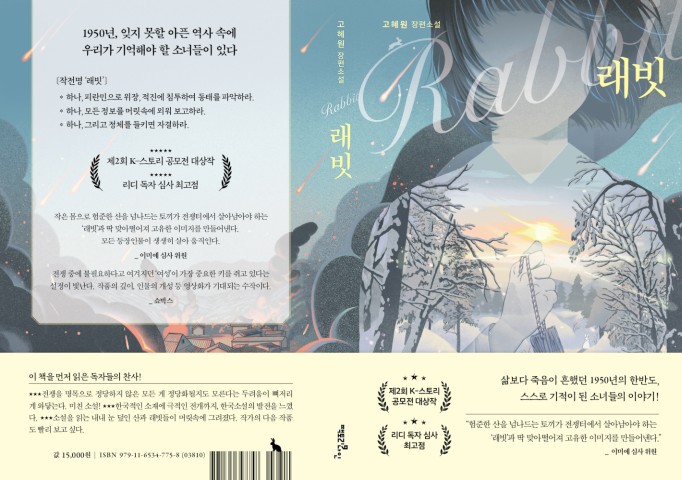 1950년, 잊지 못할 아픈 역사 속에
우리가 기억해야 할 소녀들이 있다
〔작전명 ‘래빗’〕
* 하나, 피란민으로 위장, 적진에 침투하여 동태를 파악하라.
* 하나, 모든 정보를 머릿속에 외워 보고하라.
* 하나, 그리고 정체를 들키면 자결하라.
★★★★★
제2회 K-스토리 공모전 대상작
★★★★★
리디 독자 심사 최고점
작은 몸으로 험준한 산을 넘나드는 토끼가 전쟁터에서 살아남아야 하는
‘래빗’과 딱 맞아떨어져 고유한 이미지를 만들어낸다.
모든 등장인물이 생생히 살아 움직인다.
_ 이미예 심사 위원
전쟁 중에 불필요하다고 여겨지던 ‘여성’이 가장 중요한 키를 쥐고 있다는
설정이 빛난다. 작품의 깊이, 인물의 개성 등 영상화가 기대되는 수작이다.
_ 쇼박스
이 책을 먼저 읽은 독자들의 찬사!
★★★전쟁을 명목으로 정당하지 않은 모든 게 정당화될지도 모른다는 두려움이 뼈저리
게 와닿는다. 미친 소설! ★★★한국적인 소재에 극적인 전개까지, 한국소설의 발전을 느꼈
다. ★★★소설을 읽는 내내 눈 덮인 산과 래빗들이 머릿속에 그려졌다. 작가의 다음 작품
도 빨리 보고 싶다.
값 15,000원 | ISBN 979-11-6534-775-8 (03810)
고혜원 장편소설
Rabbit
래빗
팩토리나인
고혜원 장편소설
Rabbit
래빗
제2회 K-스토리
공모전 대상작
리디 독자 심사
최고점
삶보다 죽음이 흔했던 1950년의 한반도,
스스로 기적이 된 소녀들의 이야기!
“험준한 산을 넘나드는 토끼가 전쟁터에서 살아남아야 하는
‘래빗’과 딱 맞아떨어져 고유한 이미지를 만들어낸다.”
_ 이미예 심사 위원